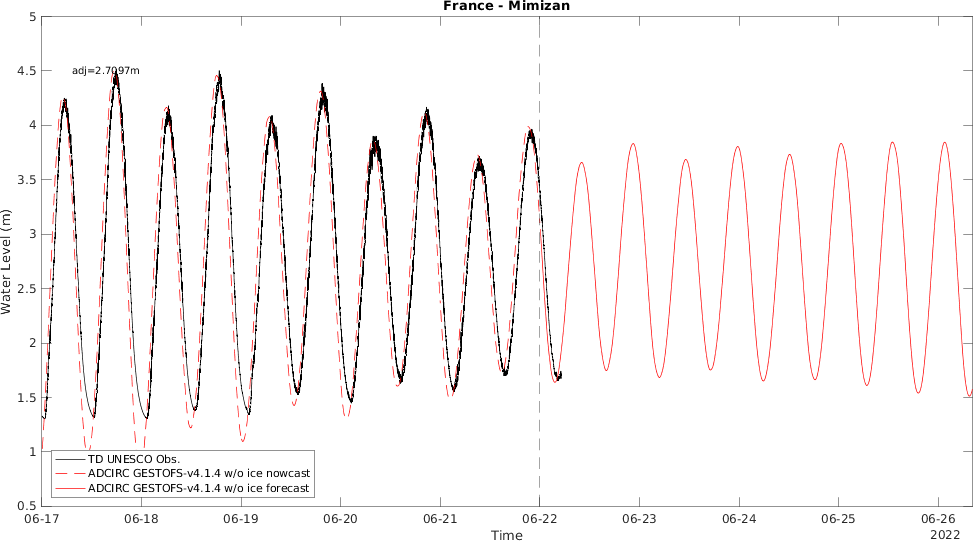 France - Mimizan
5
4.5
4
3.5
3
2.5
2
1.5
1
0.5
Water Level (m)
adj=2.7097m
TD UNESCO Obs.
ADCIRC GESTOFS-v4.1.4 w/o ice nowcast
ADCIRC GESTOFS-v4.1.4 w/o ice forecast
06-17 06-18 06-19 06-20 06-21 06-22 06-23 06-24 06-25 06-26
2022
Time